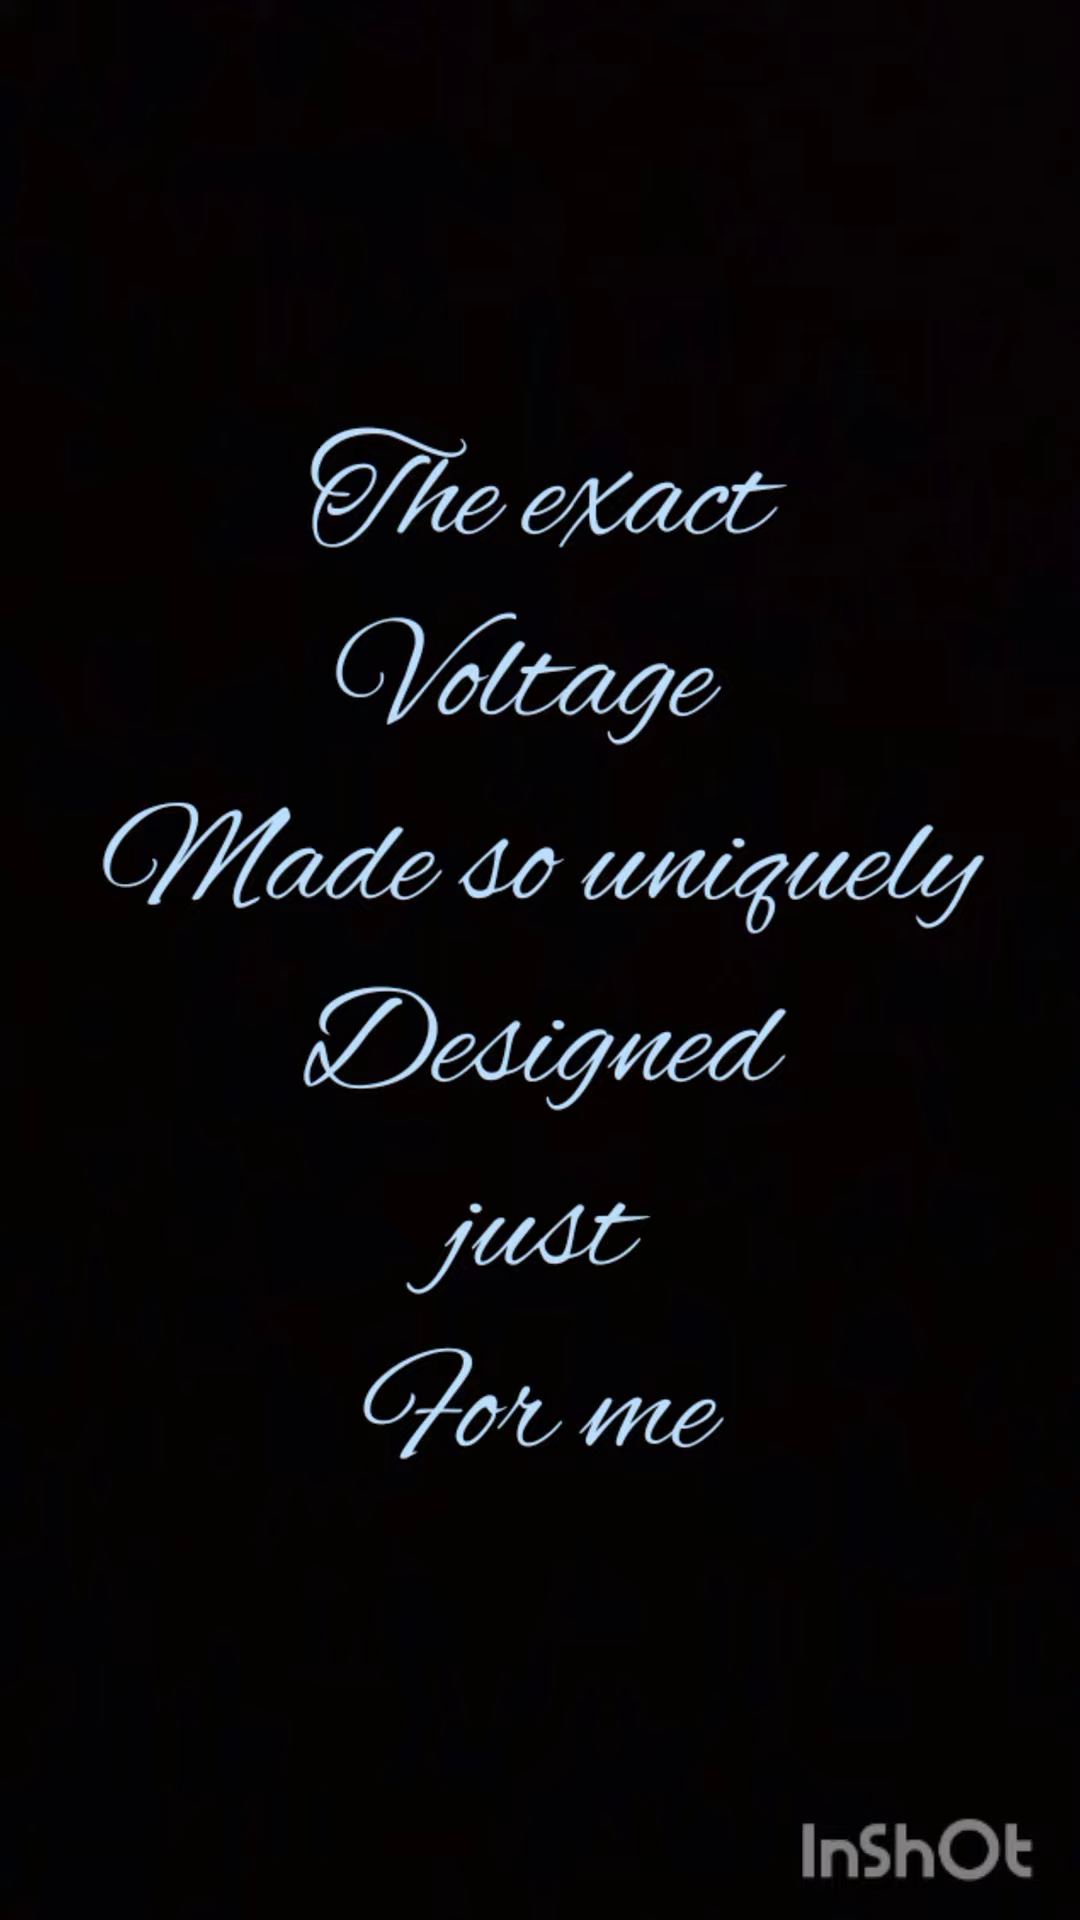 The exact
Voltage
Made so uniquely
Designed
just
For me
InShOt